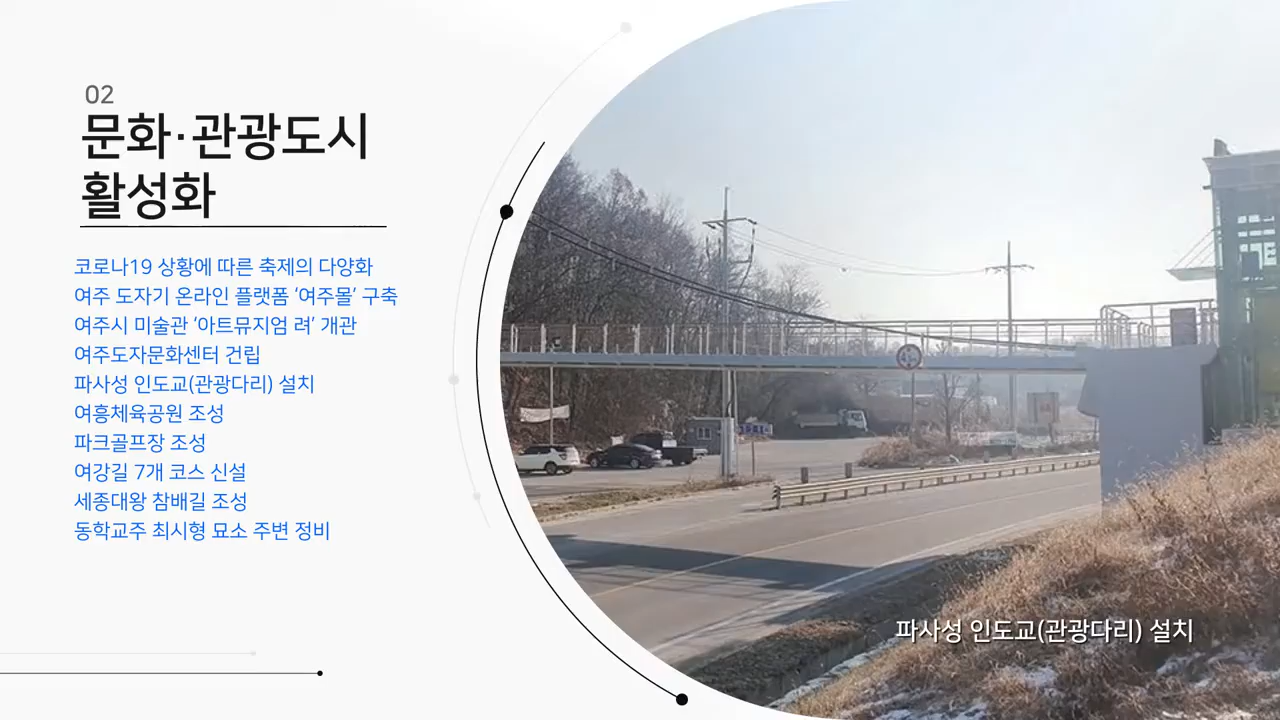 02
문화·관광도시
활성화
코로나19 상황에 따른 축제의 다양화
여주 도자기 온라인 플랫폼 ‘여주몰’ 구축
여주시 미술관 ‘아트뮤지엄 려’ 개관
여주도자문화센터 건립
파사성 인도교(관광다리) 설치
여흥체육공원 조성
파크골프장 조성
여강길 7개 코스 신설
세종대왕 참배길 조성
동학교주 최시형 묘소 주변 정비
파사성 인도교(관광다리) 설치